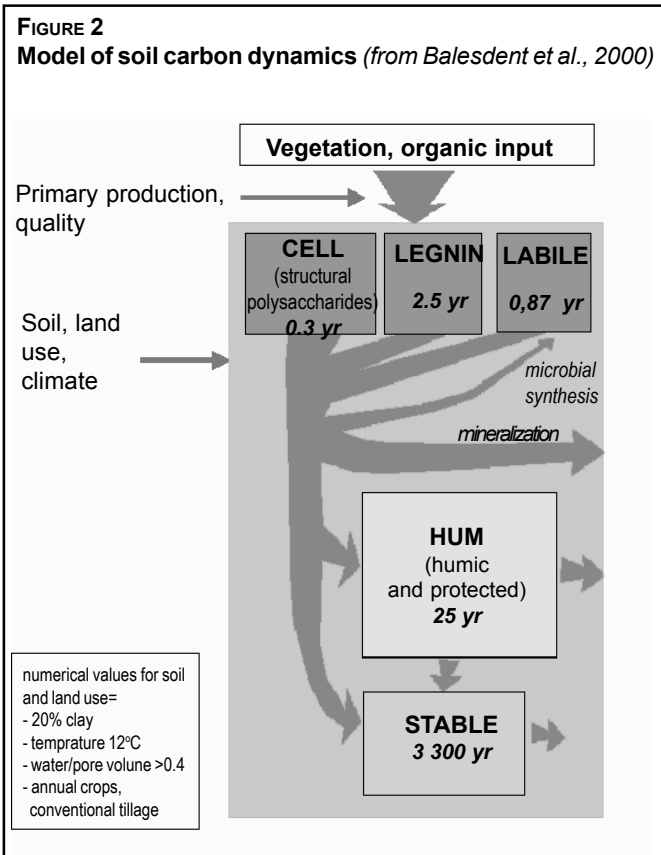 FIGURE 2
Model of soil carbon dynamics (from Balesdent et al., 2000)
Vegetation, organic input
Primary production,
quality
CELL
(structural
polysaccharides)
0.3 yr
LEGNIN
2.5 yr
LABILE
0,87 yr
Soil, land
use,
climate
microbial
synthesis
mineralization
HUM
(humic
and protected)
25 yr
STABLE
3 300 yr
numerical values for soil
and land use=
- 20% clay
- temprature 12°C
- water/pore volune >0.4
- annual crops,
conventional tillage